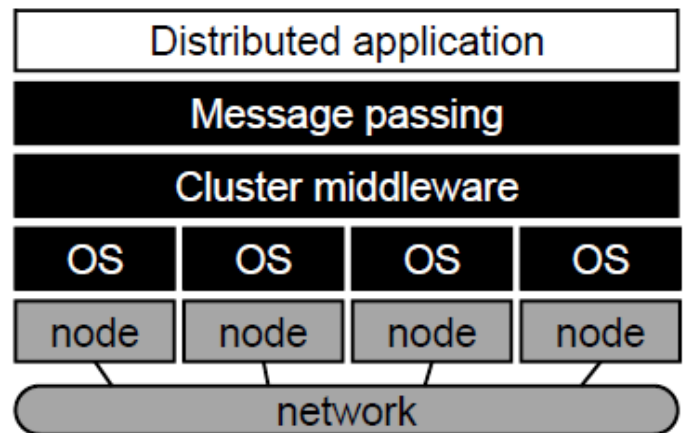 Distributed application
Message passing
Cluster middleware
OS OS OS OS
node node node node
network